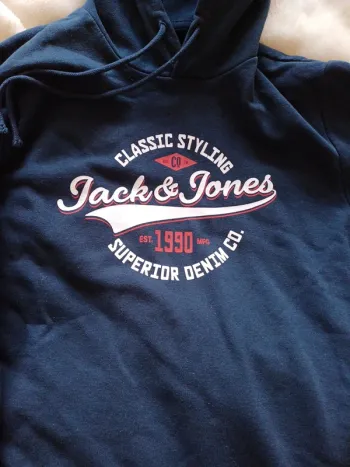 CLASSIC STYLING
CO
Jack & Jones
EST. 1990 MFG
SUPERIOR DENIM CO.